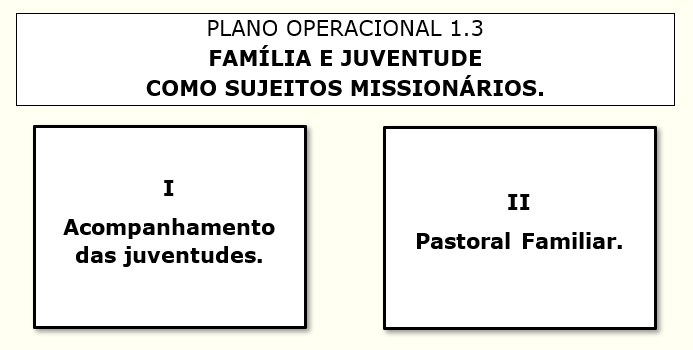 PLANO OPERACIONAL 1.3
FAMÍLIA E JUVENTUDE
COMO SUJEITOS MISSIONÁRIOS.
I
Acompanhamento
das juventudes.
II
Pastoral Familiar.